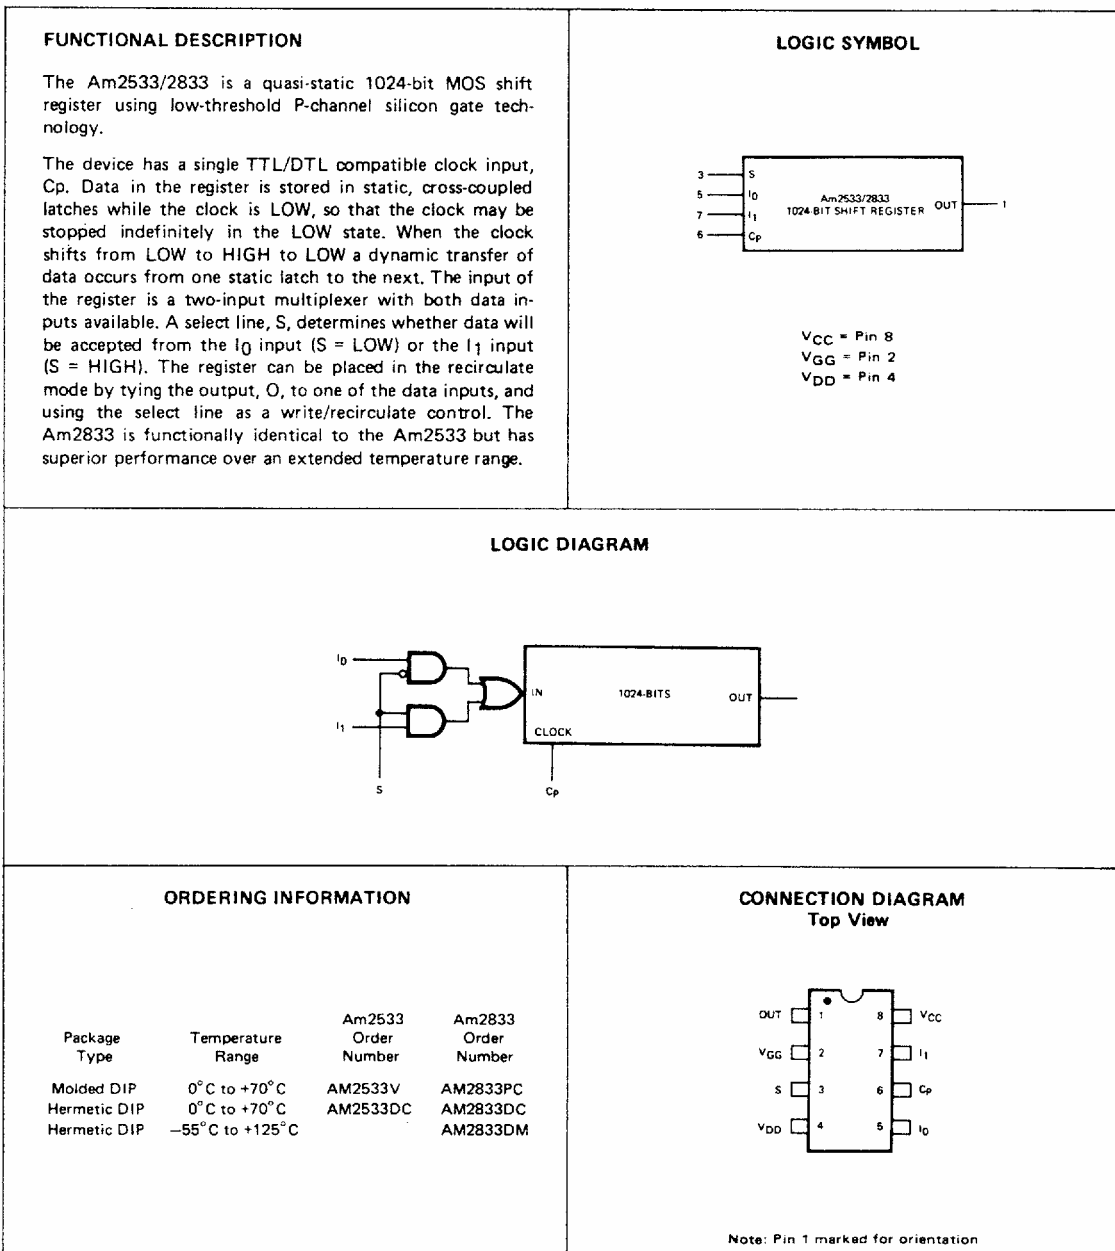 FUNCTIONAL DESCRIPTION
The Am2533/2833 is a quasi-static 1024-bit MOS shift
register using low-threshold P-channel silicon gate tech-
nology.
The device has a single TTL/DTL compatible clock input,
Cp. Data in the register is stored in static, cross-coupled
latches while the clock is LOW, so that the clock may be
stopped indefinitely in the LOW state. When the clock
shifts from LOW to HIGH to LOW a dynamic transfer of
data occurs from one static latch to the next. The input of
the register is a two-input multiplexer with both data in-
puts available. A select line, S, determines whether data will
be accepted from the I0 input (S = LOW) or the I1 input
(S = HIGH). The register can be placed in the recirculate
mode by tying the output, O, to one of the data inputs, and
using the select line as a write/recirculate control. The
Am2833 is functionally identical to the Am2533 but has
superior performance over an extended temperature range.
LOGIC SYMBOL
3 S
5 I0
7 I1
6 CP
Am2533/2833
1024-BIT SHIFT REGISTER
OUT 1
VCC = Pin 8
VGG = Pin 2
VDD = Pin 4
LOGIC DIAGRAM
I0
I1
S
IN
1024-BITS
OUT
CLOCK
CP
ORDERING INFORMATION
Package Type Temperature Range Am2533 Order Number Am2833 Order Number
Molded DIP 0°C to +70°C AM2533V AM2833PC
Hermetic DIP 0°C to +70°C AM2533DC AM2833DC
Hermetic DIP −55°C to +125°C AM2833DM
CONNECTION DIAGRAM
Top View
OUT 1 8 VCC
VGG 2 7 I1
S 3 6 CP
VDD 4 5 I0
Note: Pin 1 marked for orientation